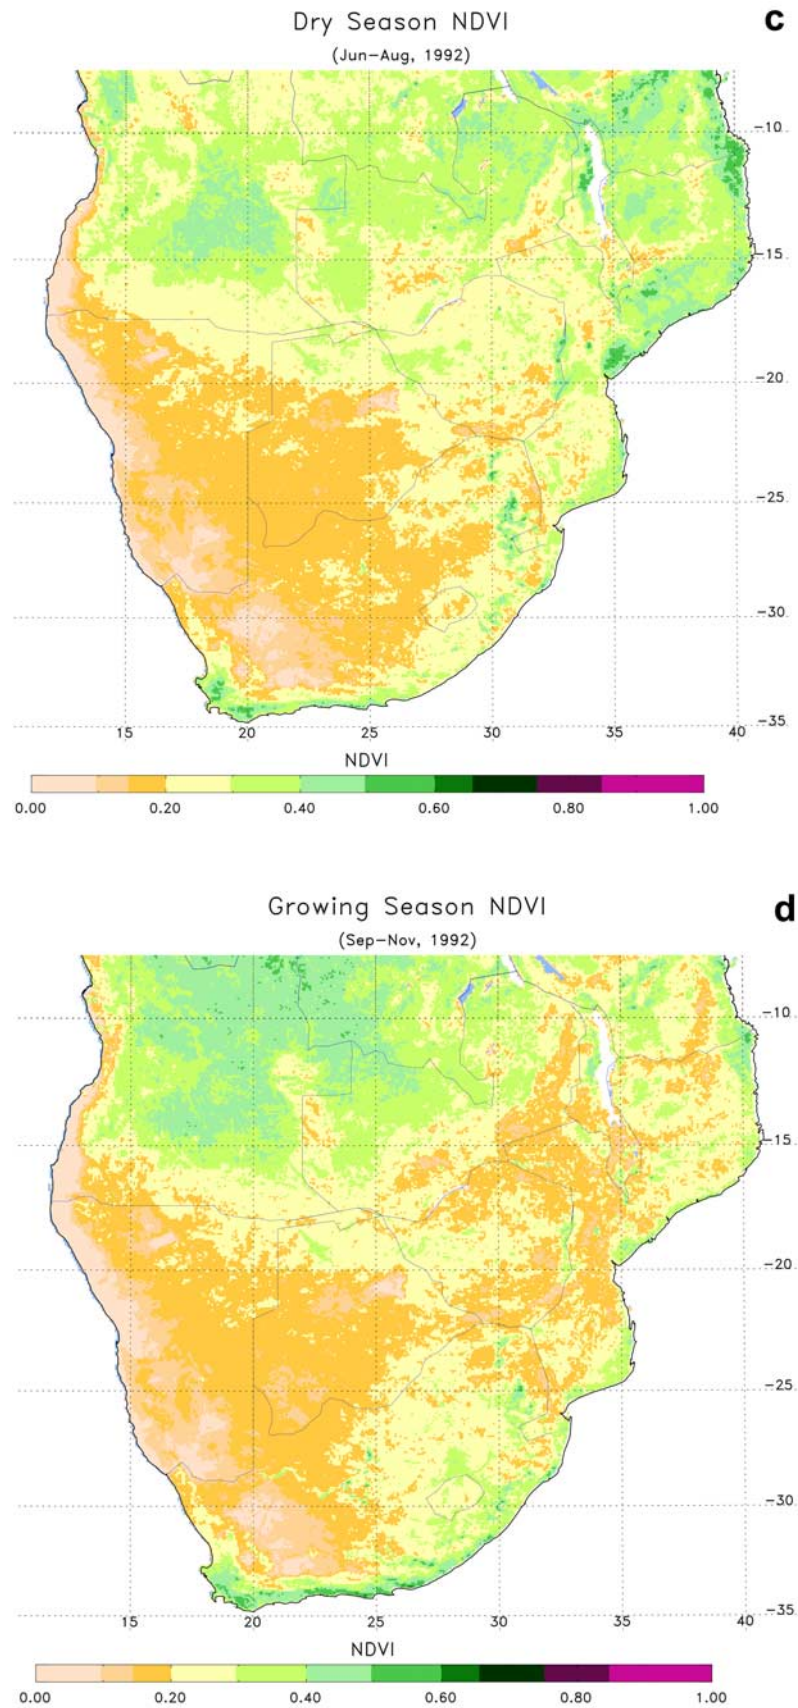 Dry Season NDVI
c
(Jun-Aug, 1992)
-10
-15
-20
-25
-30
-35
15 20 25 30 35 40
NDVI
0.00 0.20 0.40 0.60 0.80 1.00
Growing Season NDVI
d
(Sep-Nov, 1992)
-10
-15
-20
-25
-30
-35
15 20 25 30 35 40
NDVI
0.00 0.20 0.40 0.60 0.80 1.00